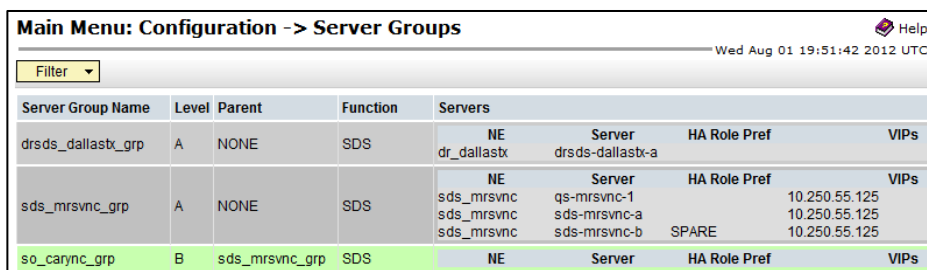 Main Menu: Configuration -> Server Groups
Help
Wed Aug 01 19:51:42 2012 UTC
Filter
Server Group Name Level Parent Function Servers
NE Server HA Role Pref VIPs
drsds_dallastx_grp A NONE SDS
dr_dallastx drsds-dallastx-a
NE Server HA Role Pref VIPs
sds_mrsvnc qs-mrsvnc-1 10.250.55.125
sds_mrsvnc_grp A NONE SDS
sds_mrsvnc sds-mrsvnc-a 10.250.55.125
sds_mrsvnc sds-mrsvnc-b SPARE 10.250.55.125
so_carync_grp B sds_mrsvnc_grp SDS
NE Server HA Role Pref VIPs